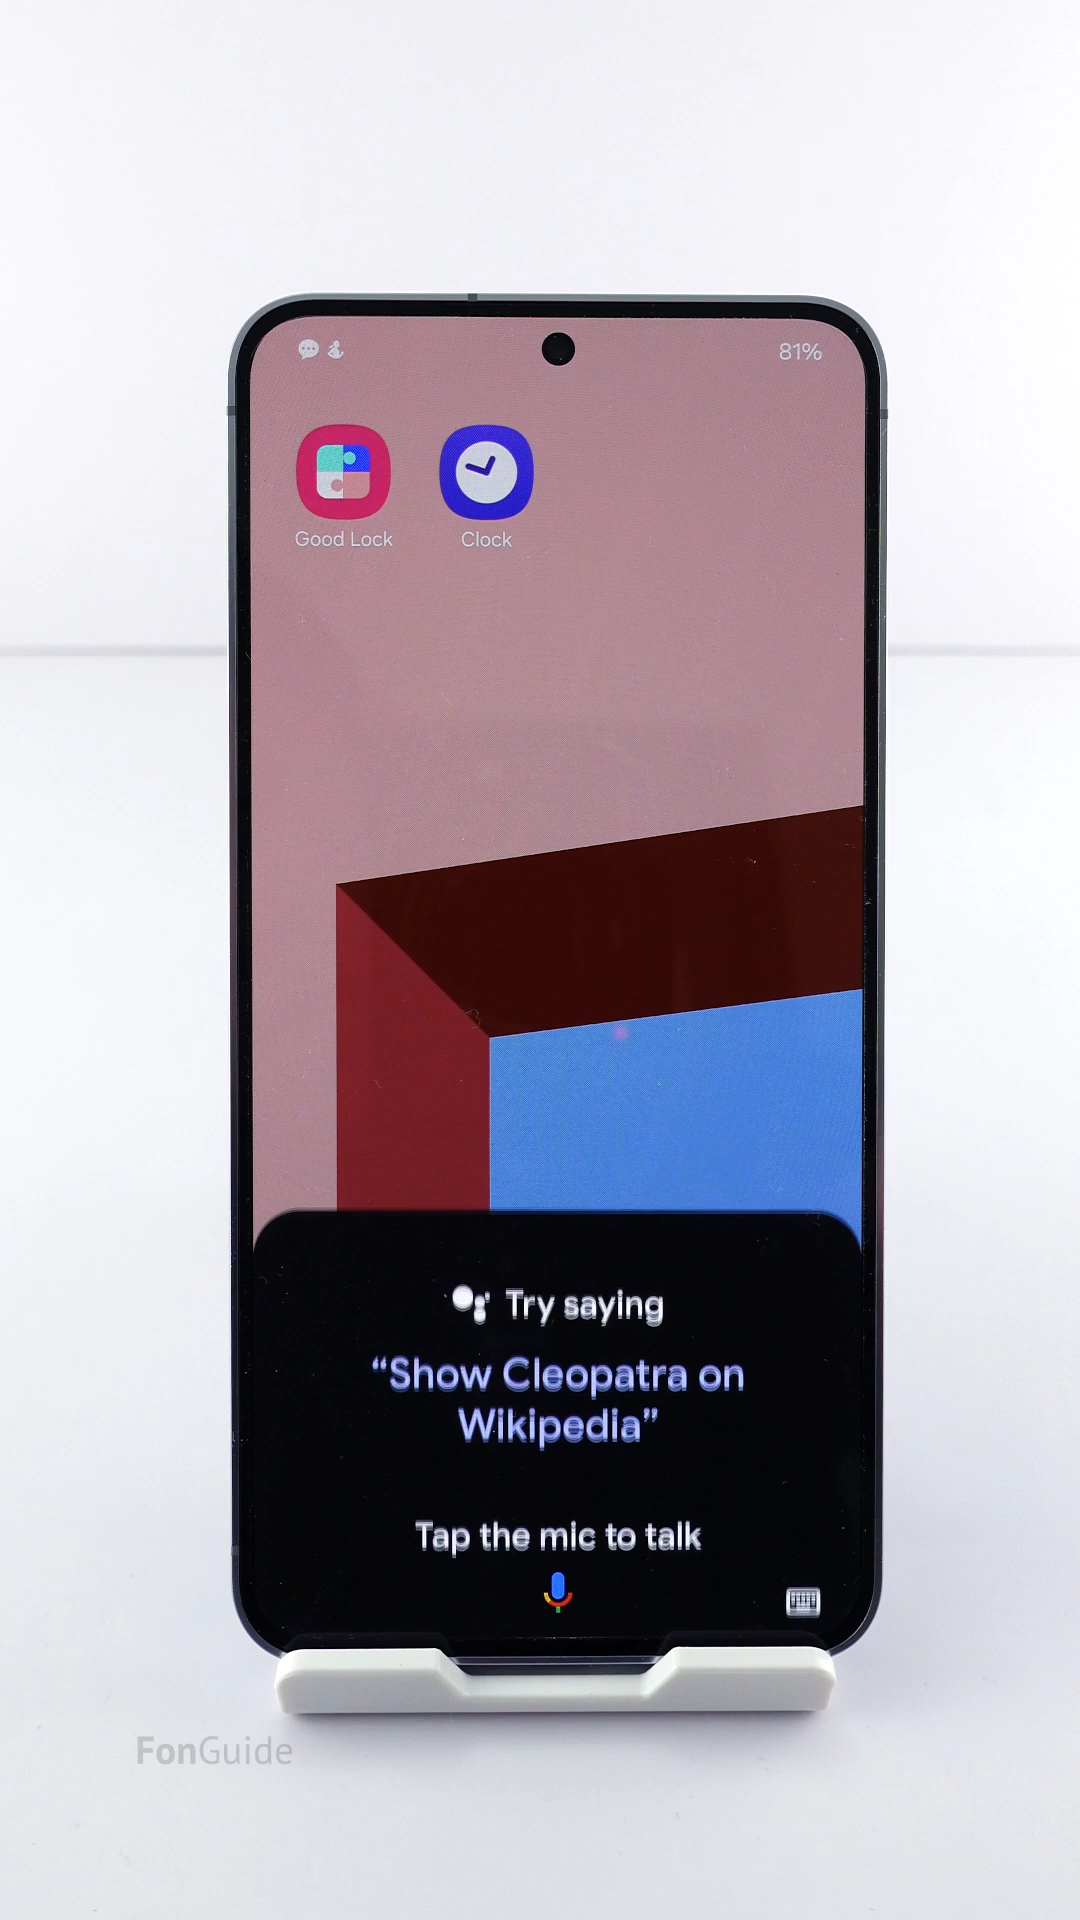 81%
Good Lock
Clock
Try saying
“Show Cleopatra on
Wikipedia”
Tap the mic to talk
FonGuide